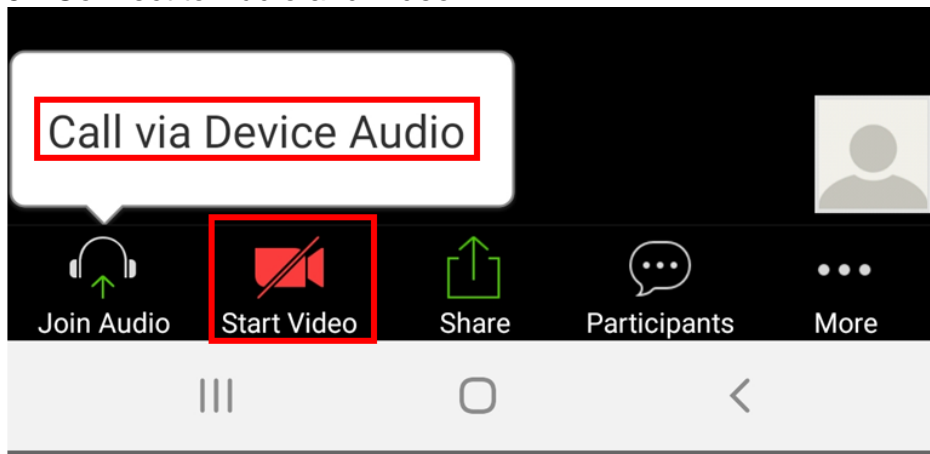 Call via Device Audio
Join Audio
Start Video
Share
Participants
More